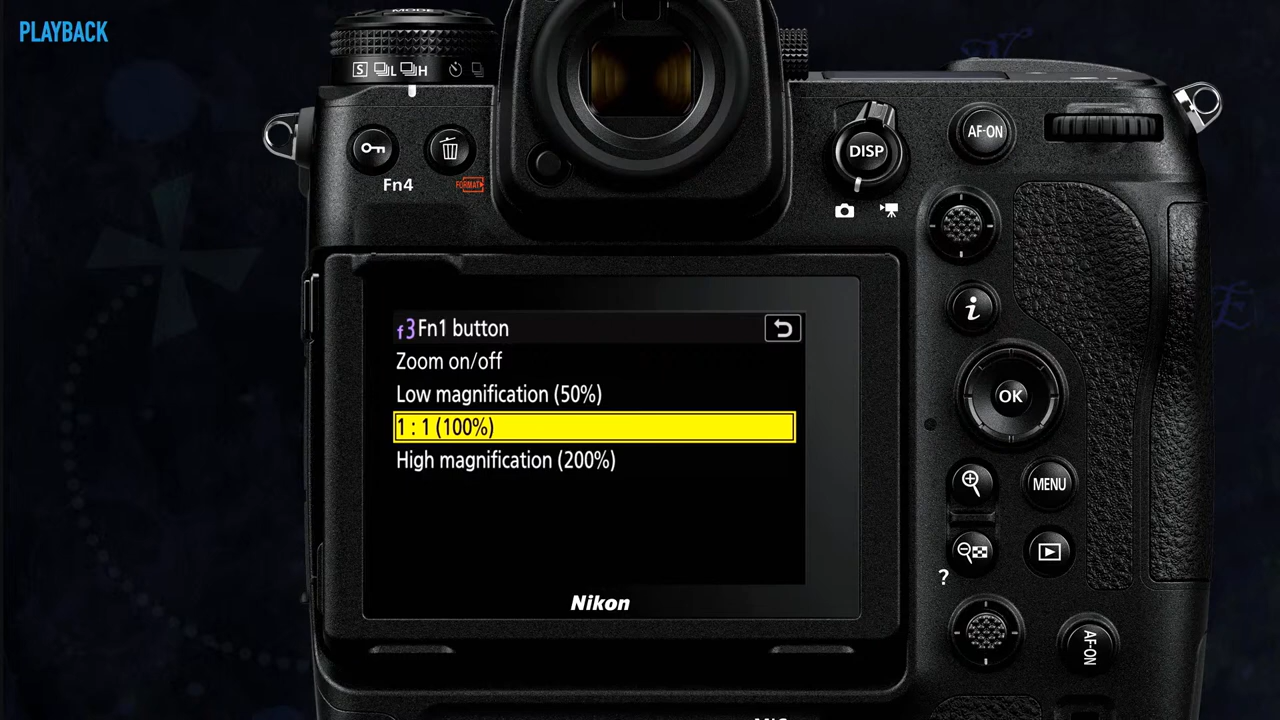 PLAYBACK
MODE
S L H
DISP
AF-ON
Fn4
FORMAT
i
f3 Fn1 button
Zoom on/off
Low magnification (50%)
1 : 1 (100%)
High magnification (200%)
OK
MENU
?
Nikon
AF-ON